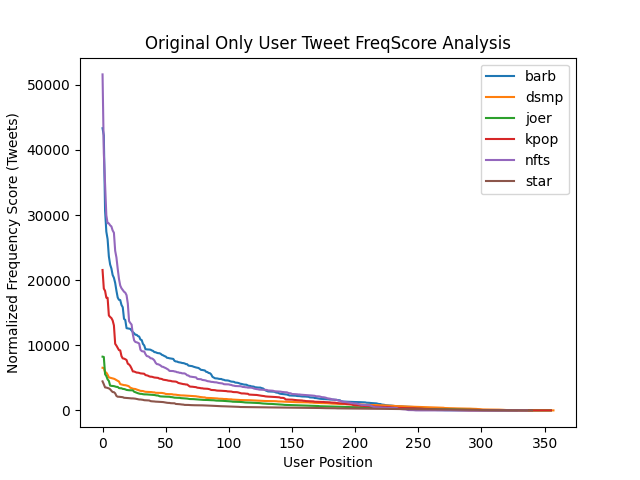 Original Only User Tweet FreqScore Analysis
barb
dsmp
joer
kpop
nfts
star
Normalized Frequency Score (Tweets)
50000
40000
30000
20000
10000
0
0 50 100 150 200 250 300 350
User Position